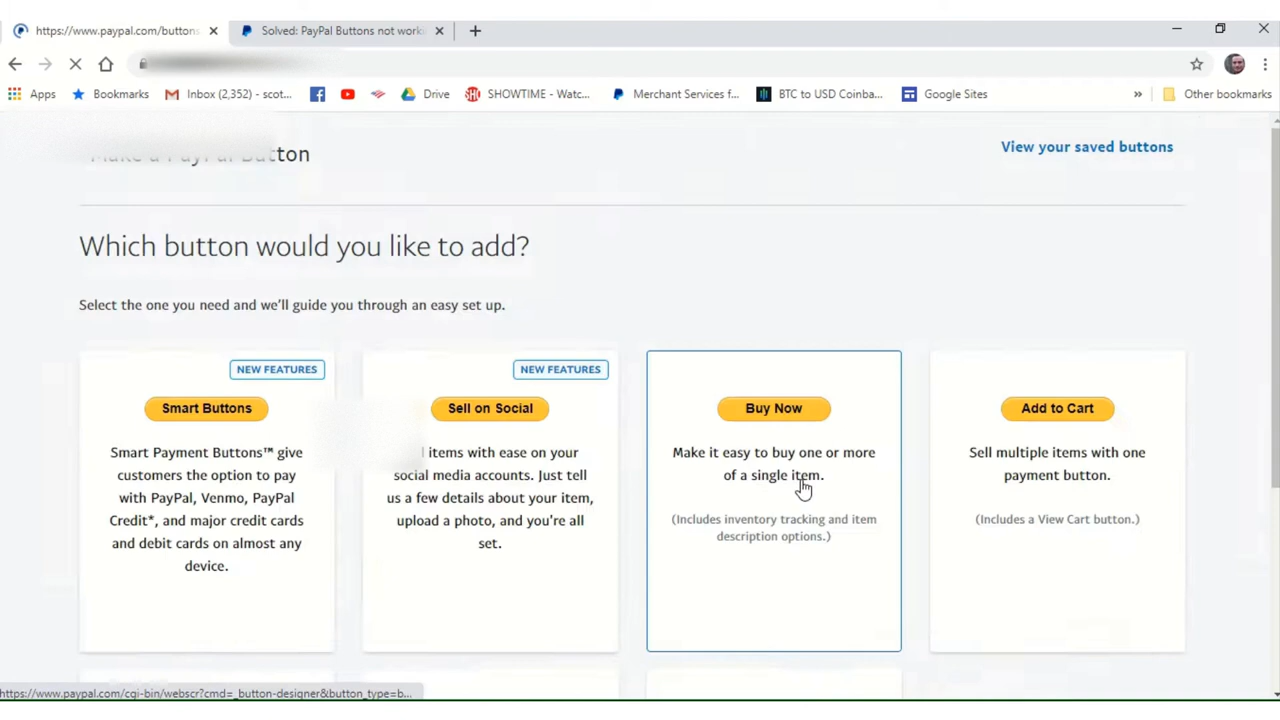 https://www.paypal.com/buttons
Solved: PayPal Buttons not work
Apps
Bookmarks
Inbox (2,352) - scot...
Drive
SHOWTIME - Watc...
Merchant Services f...
BTC to USD Coinba...
Google Sites
»
Other bookmarks
Make a PayPal Button
View your saved buttons
Which button would you like to add?
Select the one you need and we'll guide you through an easy set up.
NEW FEATURES
Smart Buttons
Smart Payment Buttons™ give
customers the option to pay
with PayPal, Venmo, PayPal
Credit*, and major credit cards
and debit cards on almost any
device.
NEW FEATURES
Sell on Social
items with ease on your
social media accounts. Just tell
us a few details about your item,
upload a photo, and you're all
set.
Buy Now
Make it easy to buy one or more
of a single item.
(Includes inventory tracking and item
description options.)
Add to Cart
Sell multiple items with one
payment button.
(Includes a View Cart button.)
https://www.paypal.com/cgi-bin/webscr?cmd=_button-designer&button_type=b...